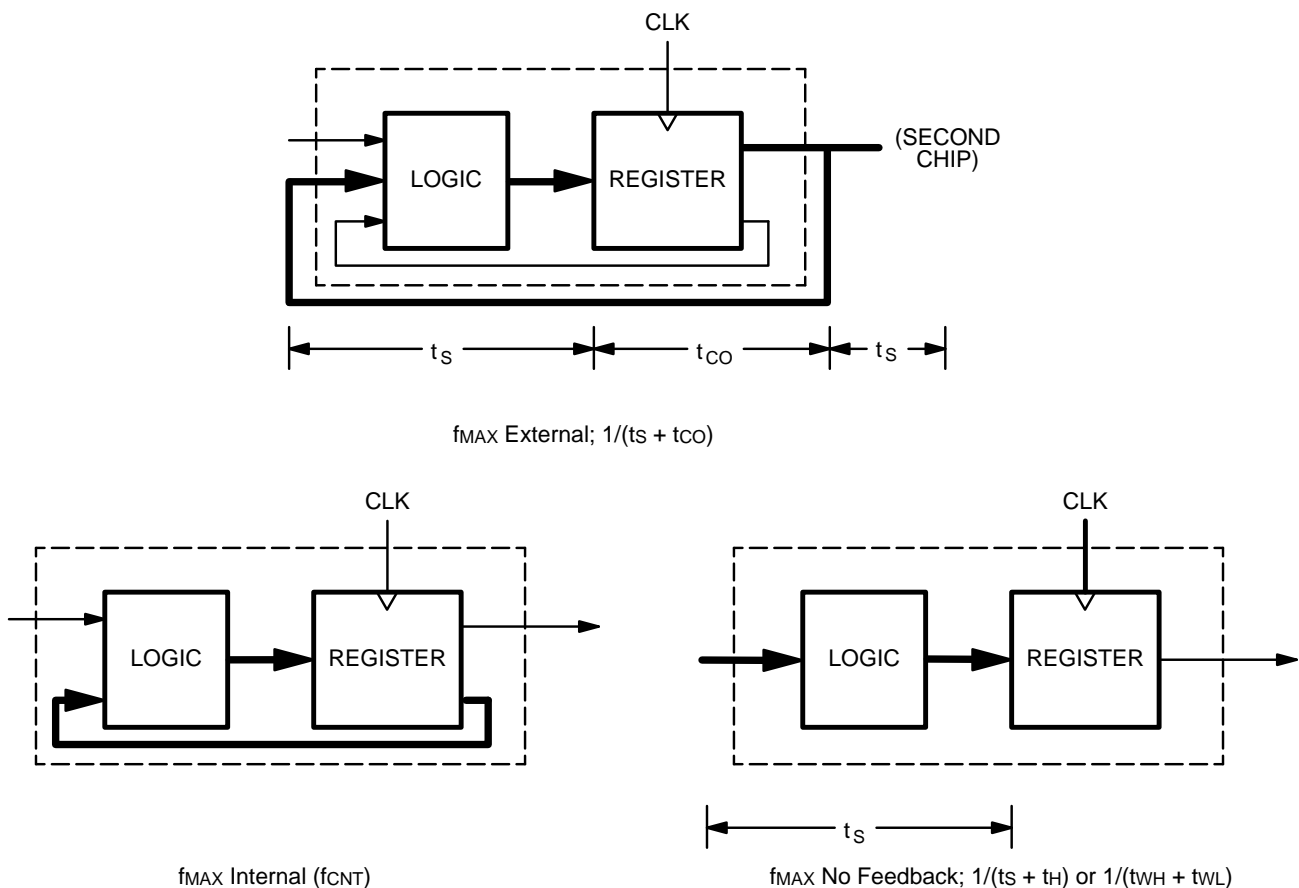 CLK
(SECOND
CHIP)
LOGIC
REGISTER
tS
tCO
tS
fMAX External; 1/(tS + tCO)
CLK
LOGIC
REGISTER
fMAX Internal (fCNT)
CLK
LOGIC
REGISTER
tS
fMAX No Feedback; 1/(tS + tH) or 1/(tWH + tWL)